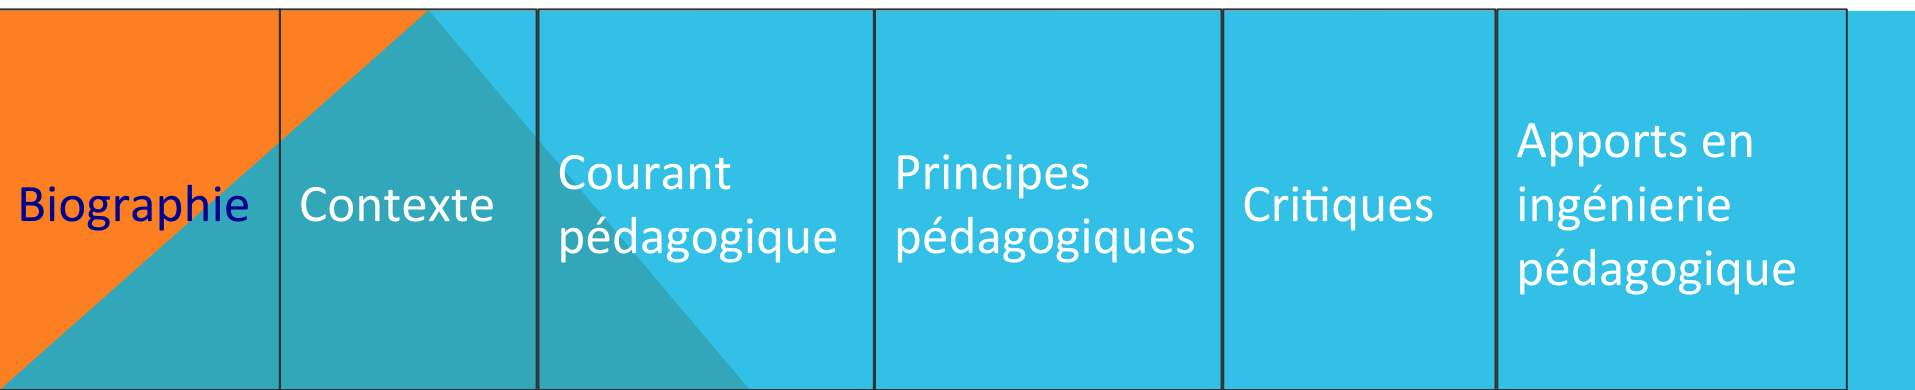 Biographie
Contexte
Courant
pédagogique
Principes
pédagogiques
Critiques
Apports en
ingénierie
pédagogique